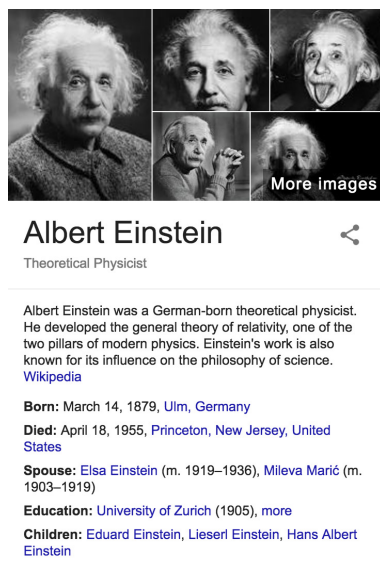 More images
Albert Einstein
Theoretical Physicist
Albert Einstein was a German-born theoretical physicist.
He developed the general theory of relativity, one of the
two pillars of modern physics. Einstein's work is also
known for its influence on the philosophy of science.
Wikipedia
Born: March 14, 1879, Ulm, Germany
Died: April 18, 1955, Princeton, New Jersey, United
States
Spouse: Elsa Einstein (m. 1919–1936), Mileva Marić (m.
1903–1919)
Education: University of Zurich (1905), more
Children: Eduard Einstein, Lieserl Einstein, Hans Albert
Einstein